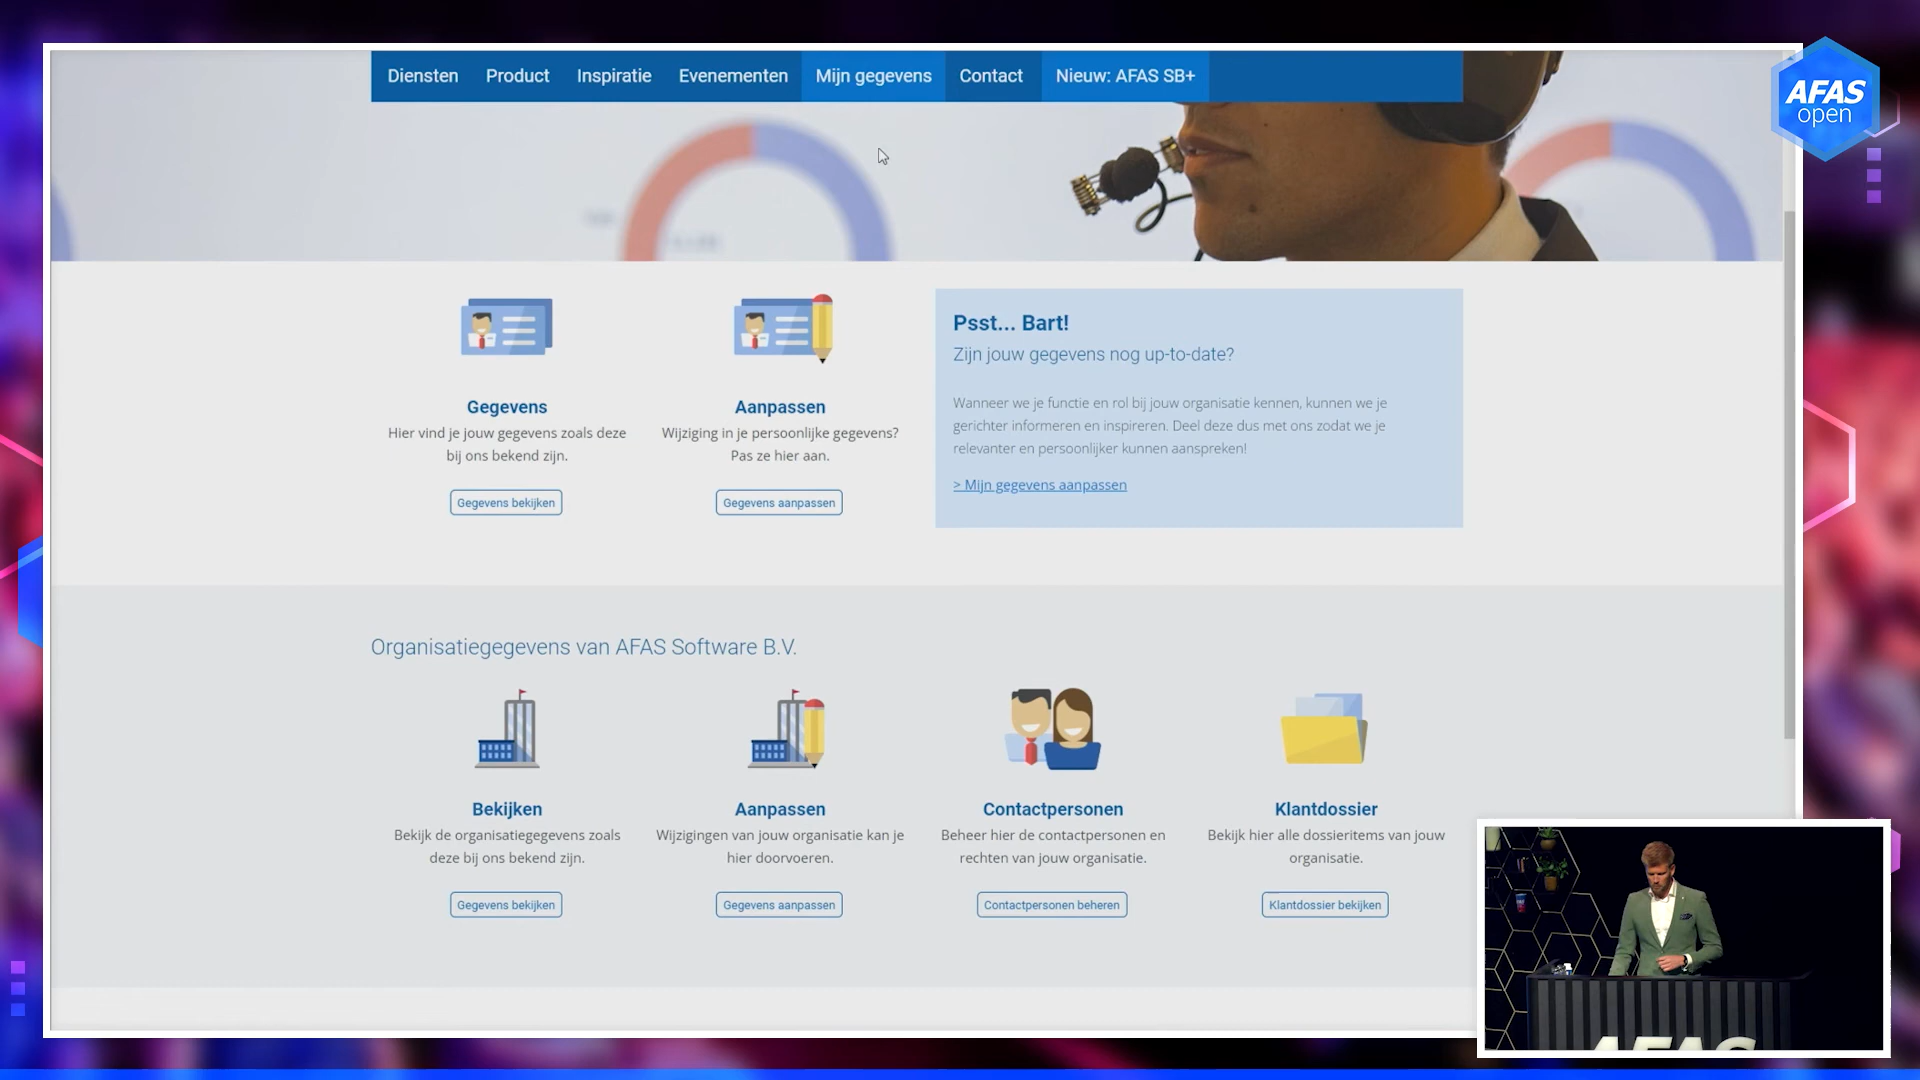 Diensten Product Inspiratie Evenementen Mijn gegevens Contact Nieuw: AFAS SB+
AFAS
open
Gegevens
Hier vind je jouw gegevens zoals deze
bij ons bekend zijn.
Gegevens bekijken
Aanpassen
Wijziging in je persoonlijke gegevens?
Pas ze hier aan.
Gegevens aanpassen
Psst... Bart!
Zijn jouw gegevens nog up-to-date?
Wanneer we je functie en rol bij jouw organisatie kennen, kunnen we je
gerichter informeren en inspireren. Deel deze dus met ons zodat we je
relevanter en persoonlijker kunnen aanspreken!
> Mijn gegevens aanpassen
Organisatiegegevens van AFAS Software B.V.
Bekijken
Bekijk de organisatiegegevens zoals
deze bij ons bekend zijn.
Gegevens bekijken
Aanpassen
Wijzigingen van jouw organisatie kan je
hier doorvoeren.
Gegevens aanpassen
Contactpersonen
Beheer hier de contactpersonen en
rechten van jouw organisatie.
Contactpersonen beheren
Klantdossier
Bekijk hier alle dossieritems van jouw
organisatie.
Klantdossier bekijken
AFAS